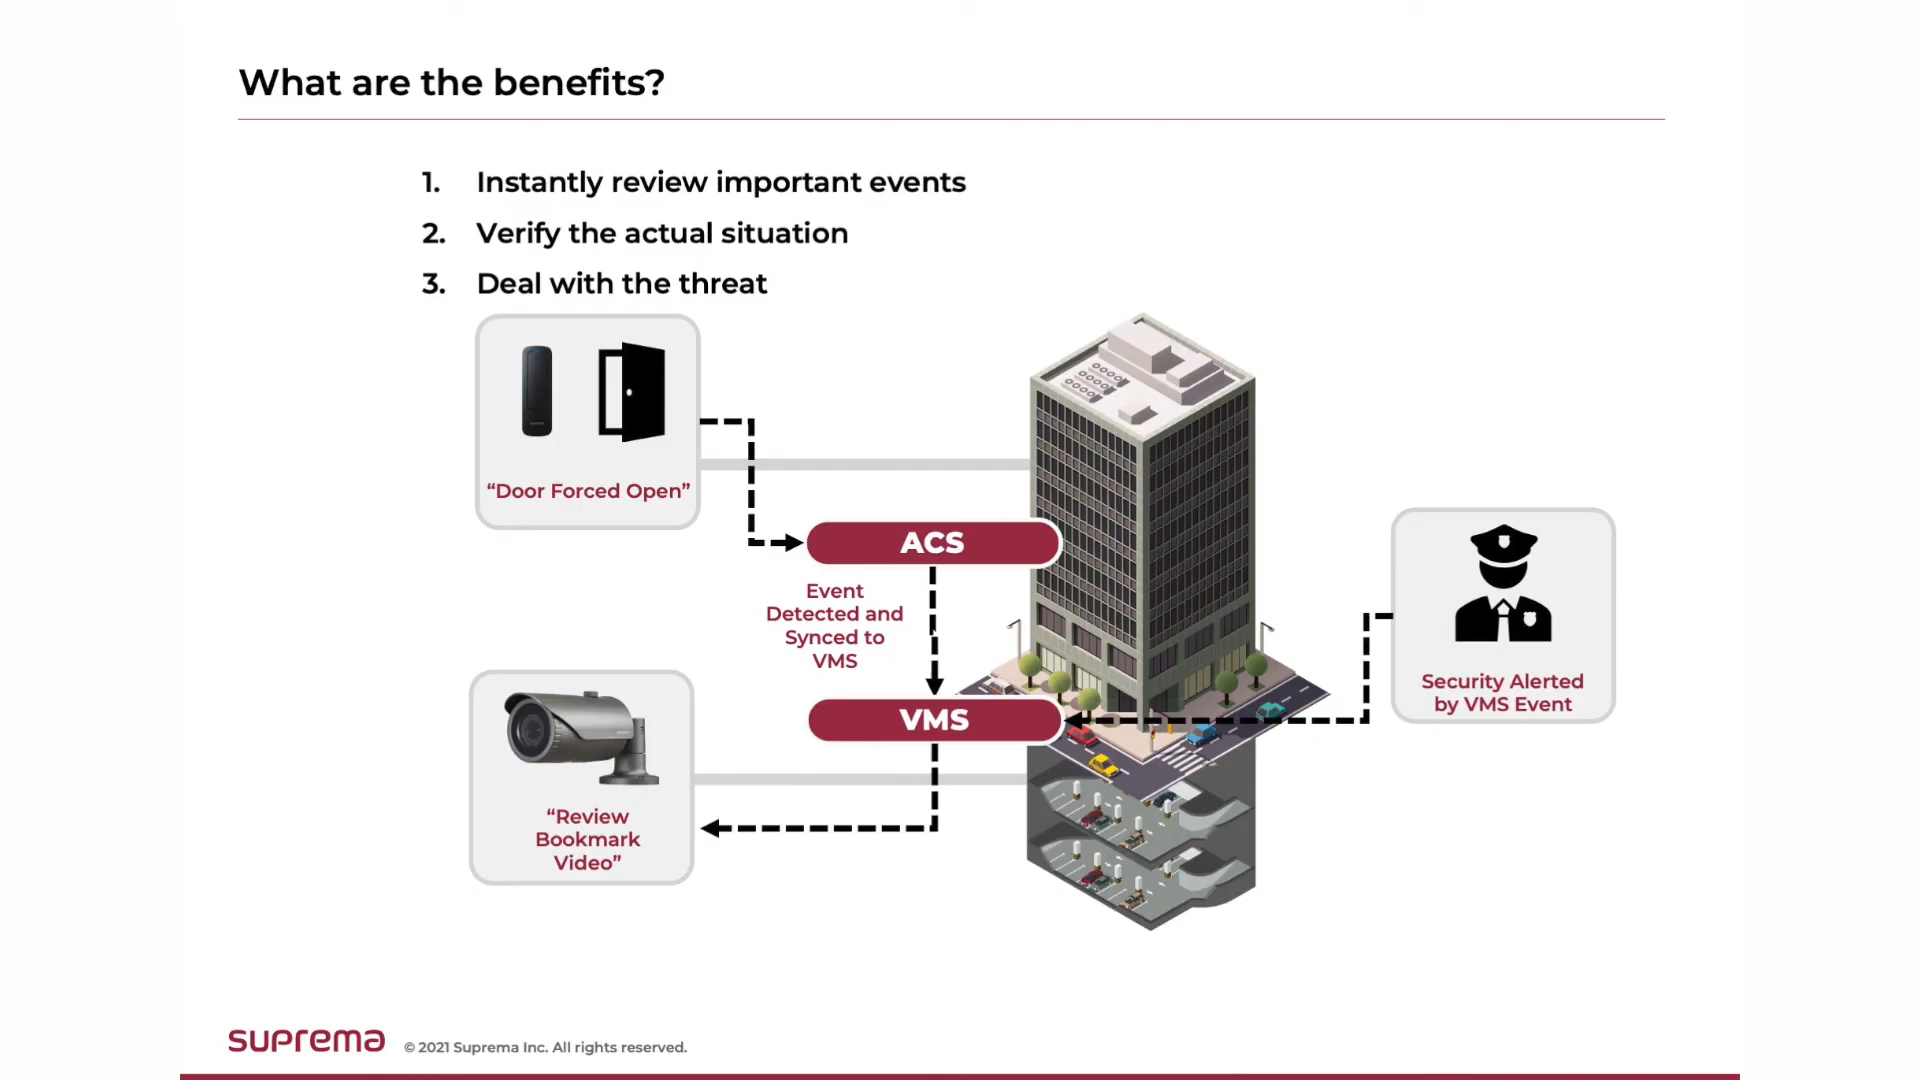 What are the benefits?
1. Instantly review important events
2. Verify the actual situation
3. Deal with the threat
“Door Forced Open”
ACS
Event
Detected and
Synced to
VMS
VMS
Security Alerted
by VMS Event
“Review
Bookmark
Video”
suprema
© 2021 Suprema Inc. All rights reserved.